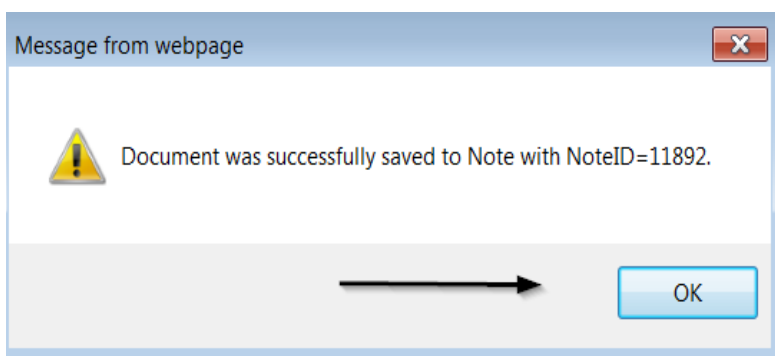 Message from webpage
Document was successfully saved to Note with NoteID=11892.
OK